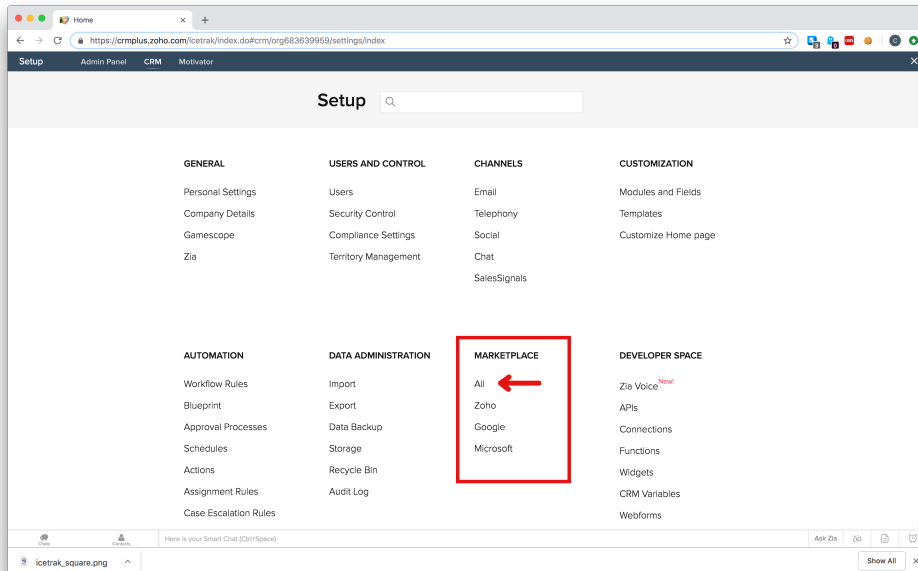 Home
https://crmplus.zoho.com/icetrak/index.do#crm/org683639959/settings/index
Setup Admin Panel CRM Motivator
Setup
GENERAL
Personal Settings
Company Details
Gamescope
Zia
USERS AND CONTROL
Users
Security Control
Compliance Settings
Territory Management
CHANNELS
Email
Telephony
Social
Chat
SalesSignals
CUSTOMIZATION
Modules and Fields
Templates
Customize Home page
AUTOMATION
Workflow Rules
Blueprint
Approval Processes
Schedules
Actions
Assignment Rules
Case Escalation Rules
DATA ADMINISTRATION
Import
Export
Data Backup
Storage
Recycle Bin
Audit Log
MARKETPLACE
All
Zoho
Google
Microsoft
DEVELOPER SPACE
Zia Voice New!
APIs
Connections
Functions
Widgets
CRM Variables
Webforms
Chats
Contacts
Here is your Smart Chat (Ctrl+Space)
Ask Zia
icetrak_square.png
Show All